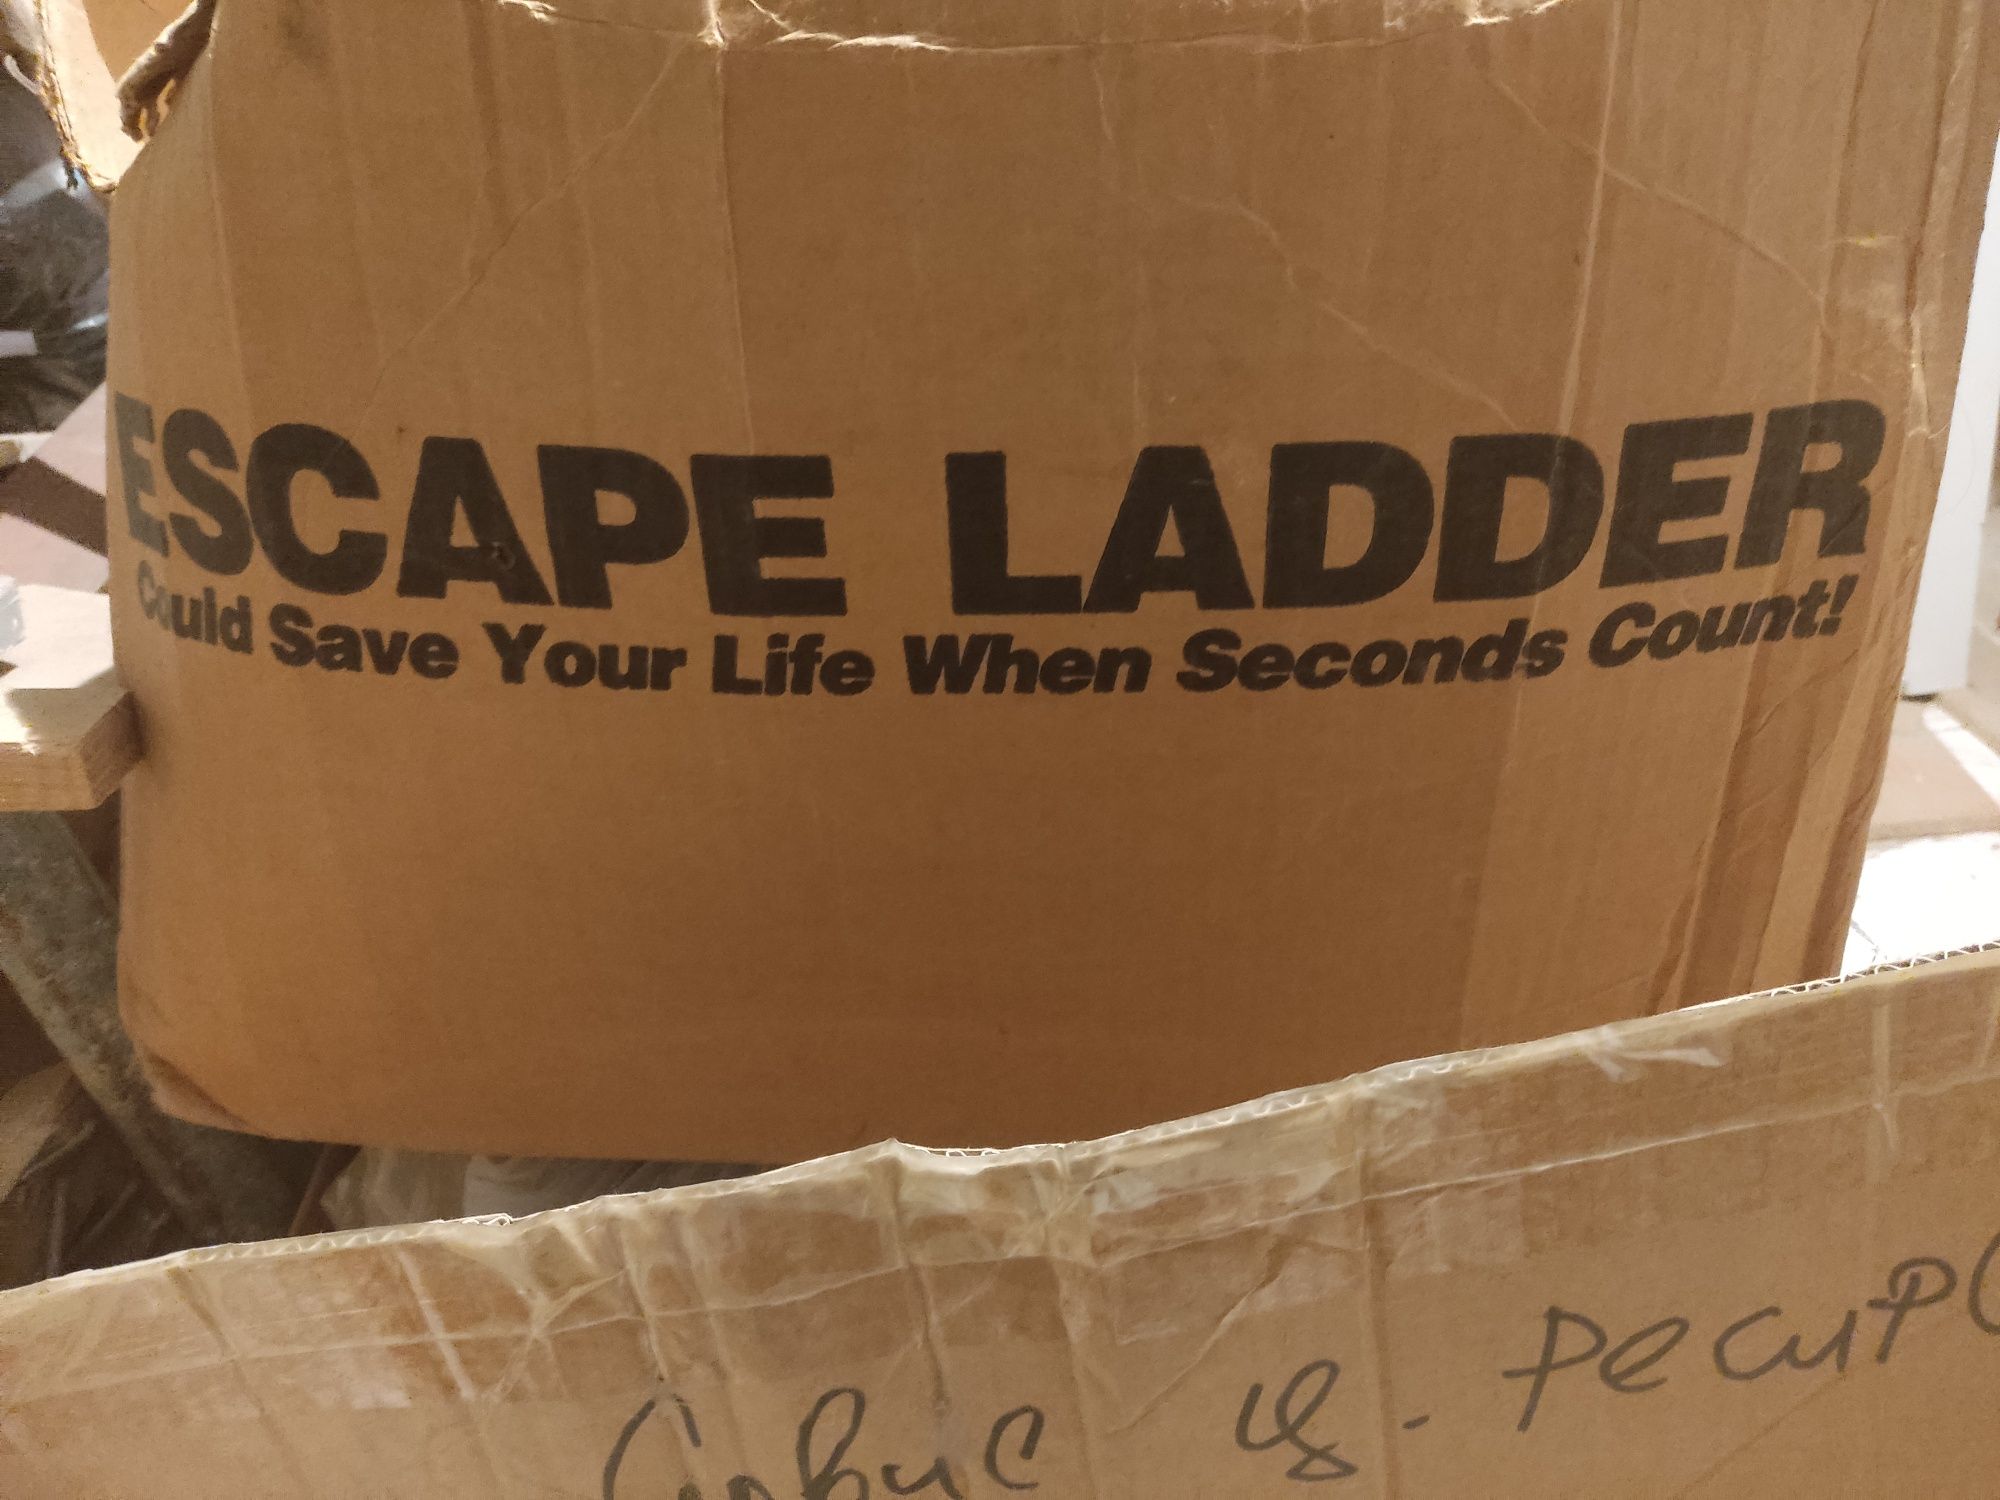 ESCAPE LADDER
Could Save Your Life When Seconds Count!